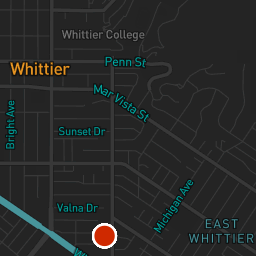 Whittier College
Penn St
Whittier
Mar Vista St
Bright Ave
Sunset Dr
Michigan Ave
Valna Dr
EAST
WHITTIER